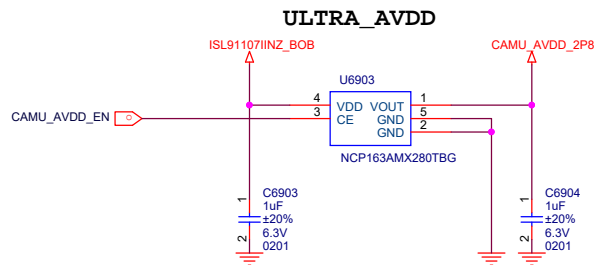 ULTRA_AVDD
ISL91107IINZ_BOB
CAMU_AVDD_2P8
U6903
4 VDD VOUT 1
CAMU_AVDD_EN 3 CE GND 5
GND 2
NCP163AMX280TBG
1 C6903
1uF
±20%
2 6.3V
0201
1 C6904
1uF
±20%
2 6.3V
0201